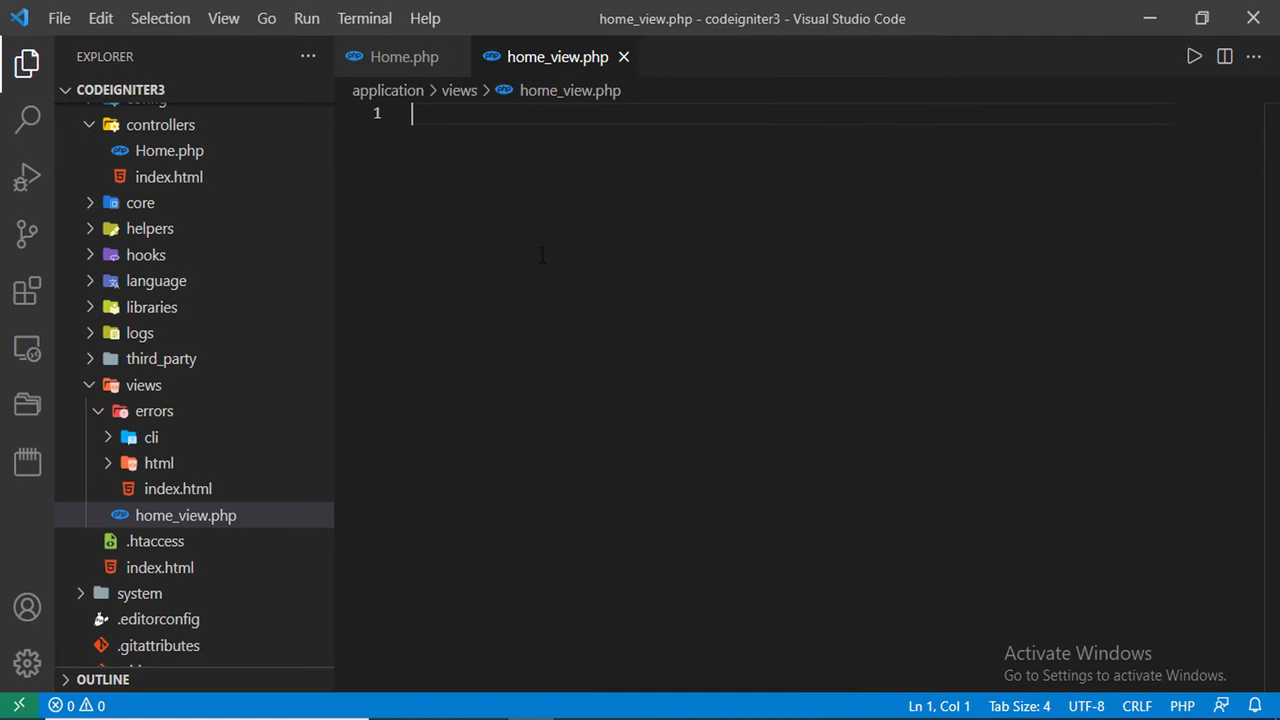 File Edit Selection View Go Run Terminal Help home_view.php - codeigniter3 - Visual Studio Code
EXPLORER
Home.php home_view.php
CODEIGNITER3
application > views > home_view.php
1
controllers
Home.php
index.html
core
helpers
hooks
language
libraries
logs
third_party
views
errors
cli
html
index.html
home_view.php
.htaccess
index.html
system
.editorconfig
.gitattributes
OUTLINE
Activate Windows
Go to Settings to activate Windows.
0 0 Ln 1, Col 1 Tab Size: 4 UTF-8 CRLF PHP